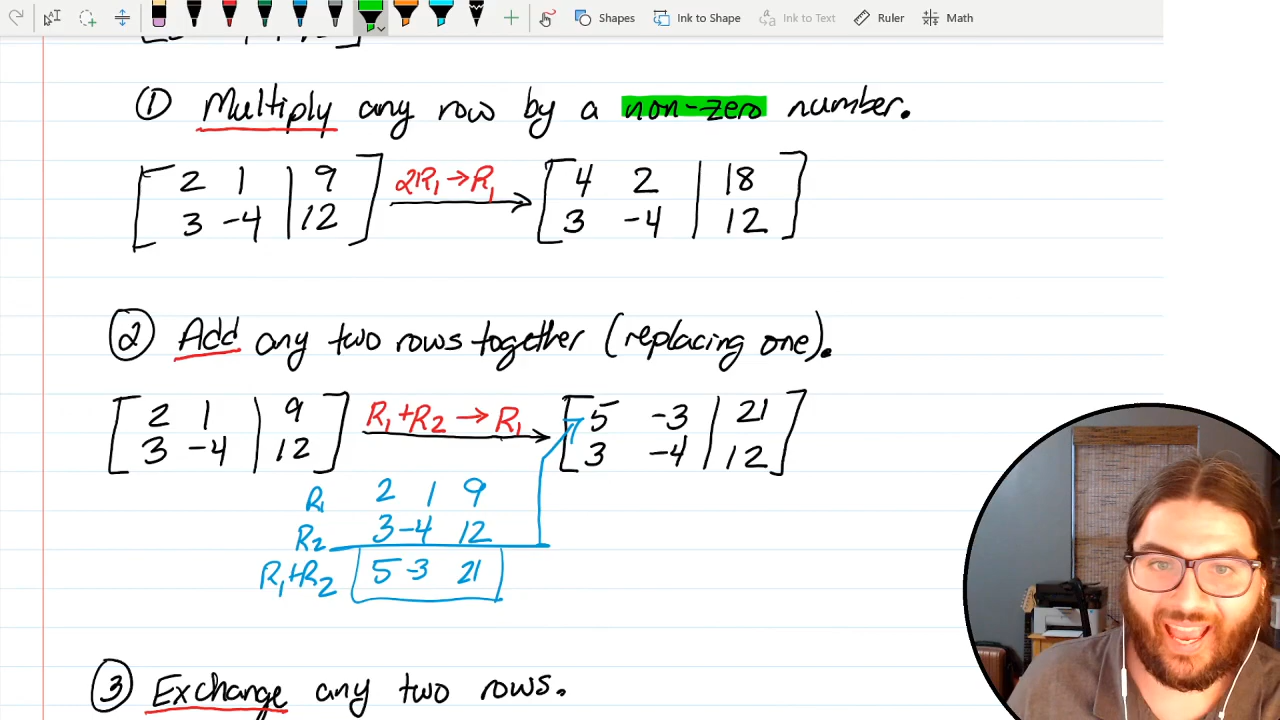 Shapes Ink to Shape Ink to Text Ruler Math
① Multiply any row by a non-zero number.
[2 1 | 9] 2R₁ → R₁ [4 2 | 18]
[3 -4 | 12] [3 -4 | 12]
② Add any two rows together (replacing one).
[2 1 | 9] R₁ + R₂ → R₁ [5 -3 | 21]
[3 -4 | 12] [3 -4 | 12]
R₁ 2 1 9
R₂ 3 -4 12
R₁+R₂ 5 -3 21
③ Exchange any two rows.